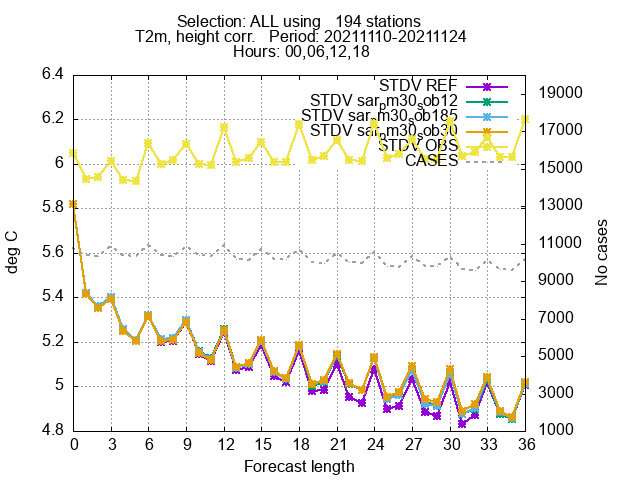 Selection: ALL using   194 stations
T2m, height corr.   Period: 20211110-20211124
Hours: 00,06,12,18
STDV REF
STDV sar_pm30_sob12
STDV sar_pm30_sob185
STDV sar_pm30_sob30
STDV OBS
CASES
6.4
6.2
6
5.8
5.6
5.4
5.2
5
4.8
19000
17000
15000
13000
11000
9000
7000
5000
3000
1000
deg C
No cases
0 3 6 9 12 15 18 21 24 27 30 33 36
Forecast length